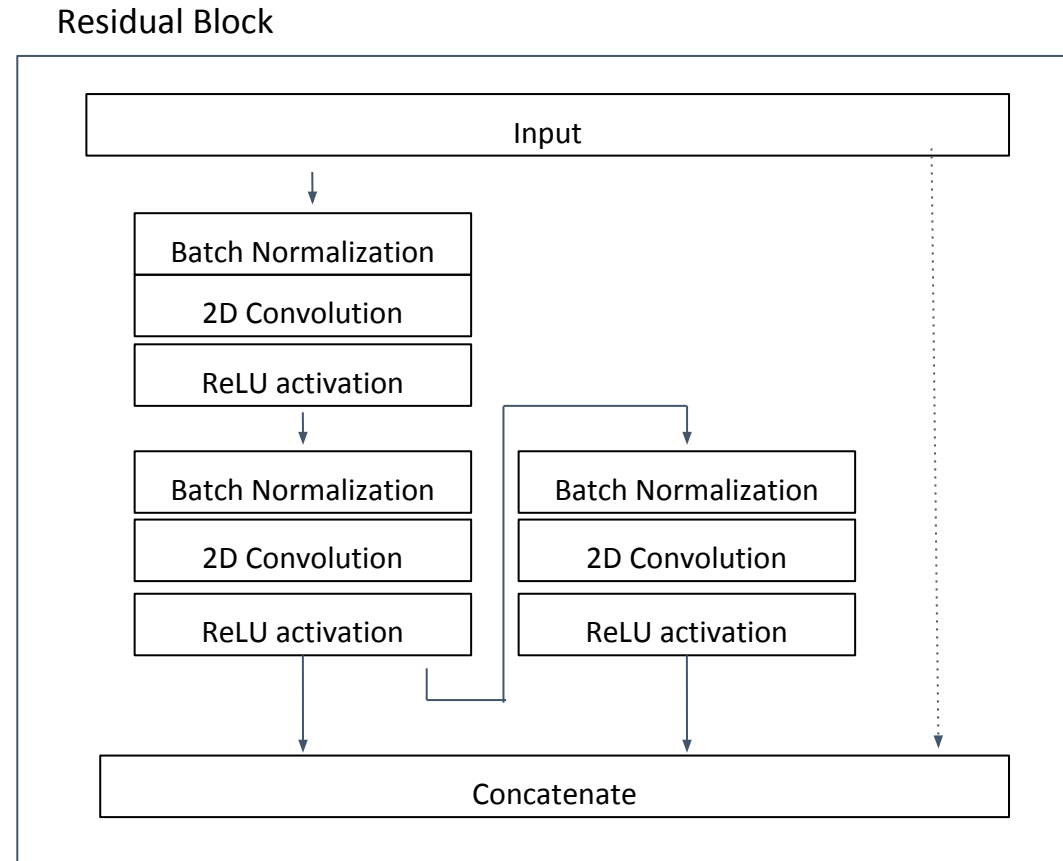 Residual Block
Input
Batch Normalization
2D Convolution
ReLU activation
Batch Normalization
2D Convolution
ReLU activation
Batch Normalization
2D Convolution
ReLU activation
Concatenate